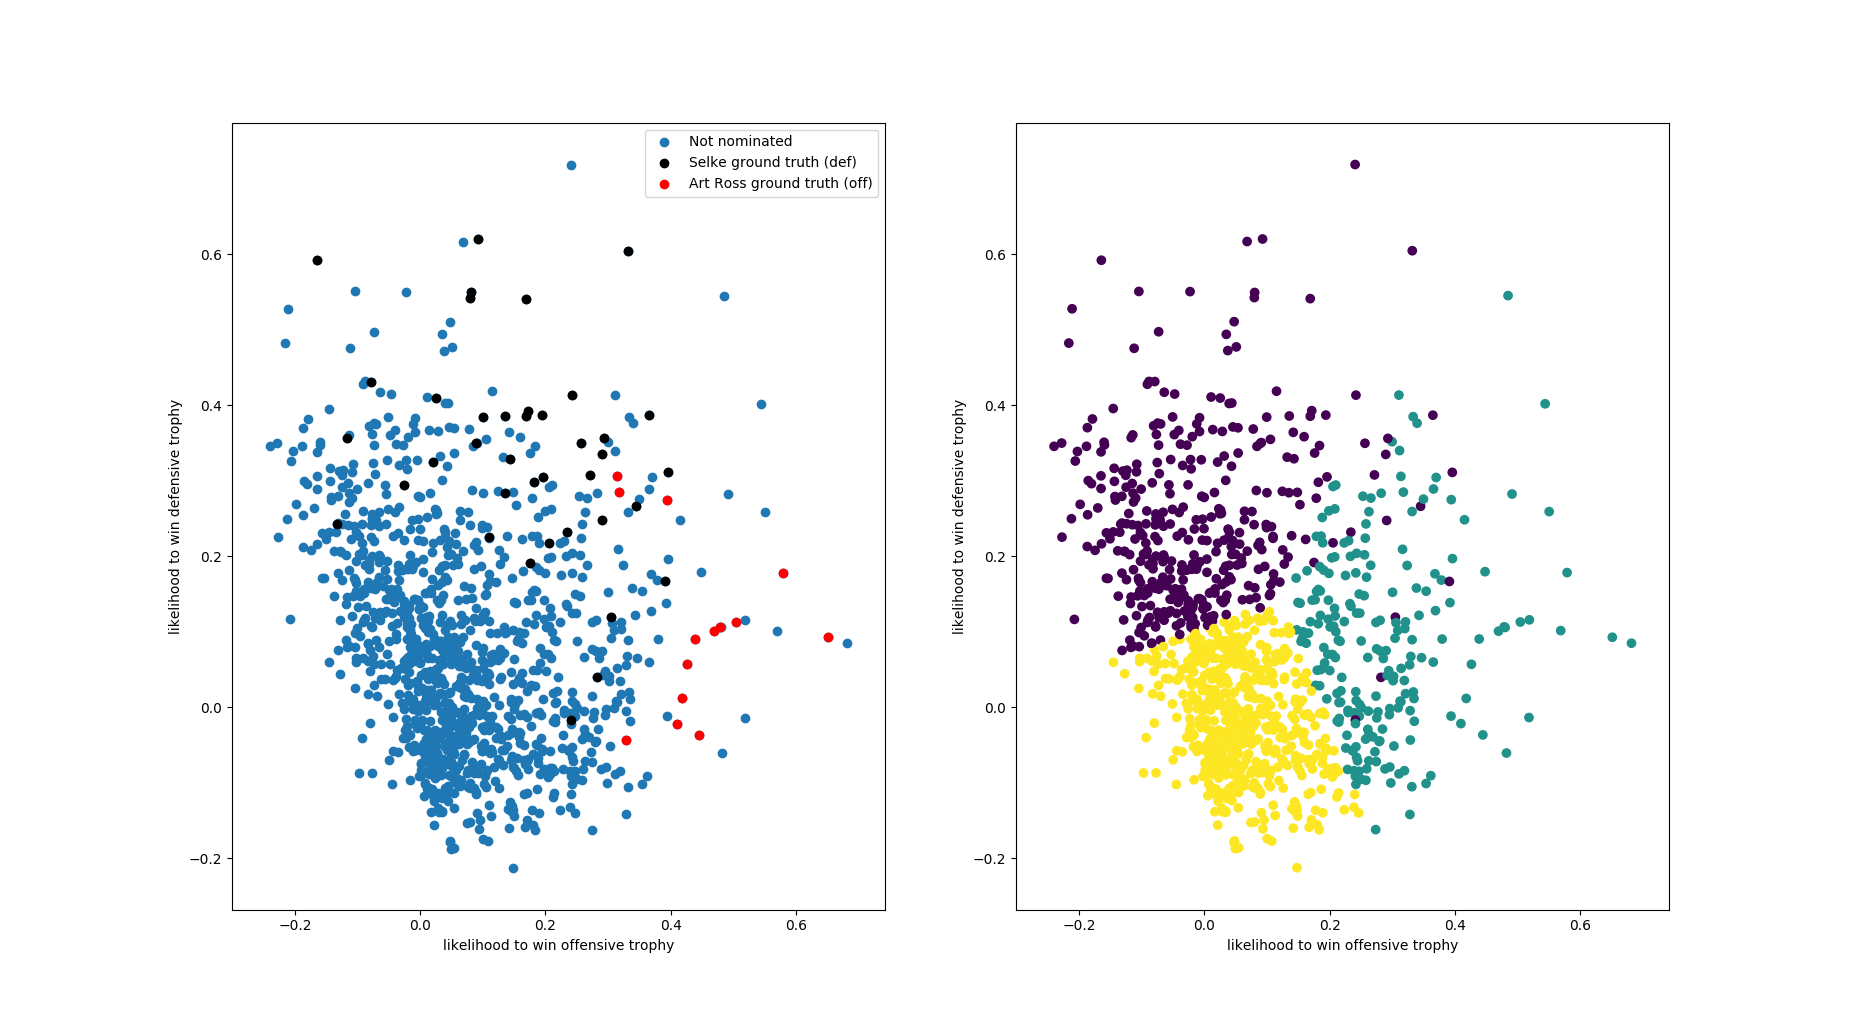 Not nominated
Selke ground truth (def)
Art Ross ground truth (off)
0.6
0.4
0.2
0.0
−0.2
likelihood to win defensive trophy
−0.2 0.0 0.2 0.4 0.6
likelihood to win offensive trophy
0.6
0.4
0.2
0.0
−0.2
likelihood to win defensive trophy
−0.2 0.0 0.2 0.4 0.6
likelihood to win offensive trophy